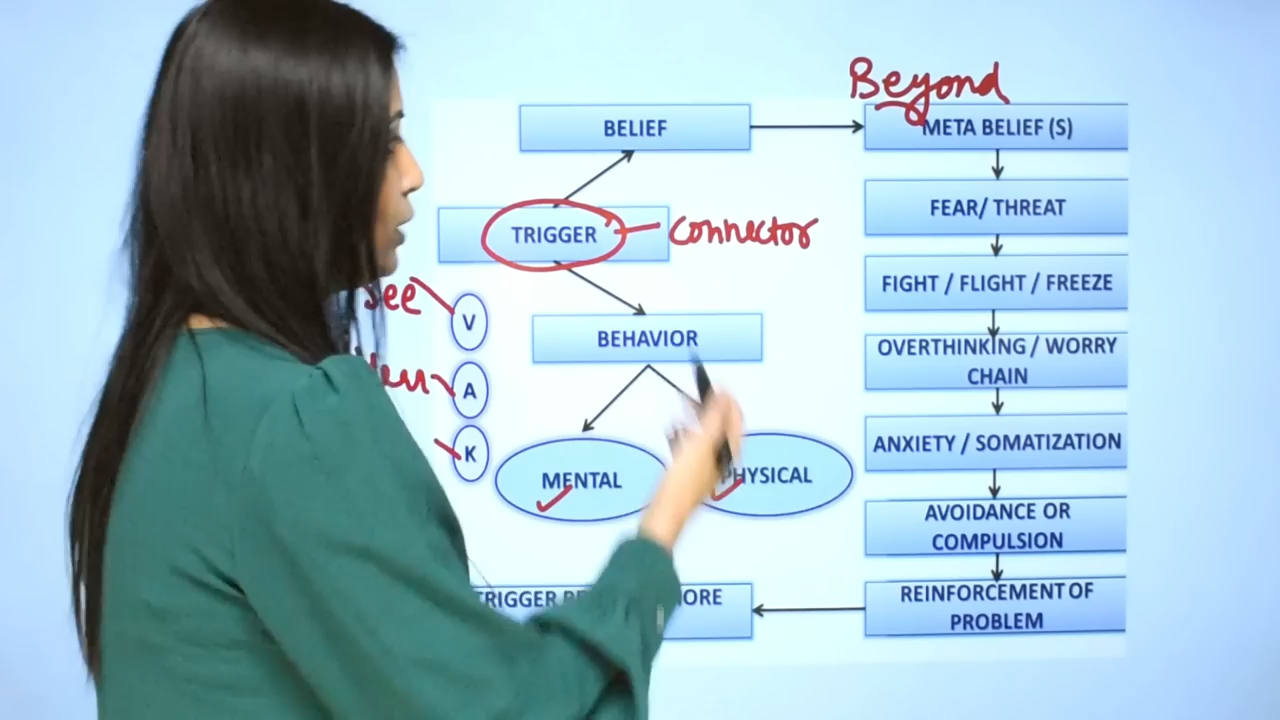 Beyond
BELIEF
META BELIEF (S)
TRIGGER
Connector
FEAR/ THREAT
See
V
FIGHT / FLIGHT / FREEZE
BEHAVIOR
OVERTHINKING / WORRY
CHAIN
A
K
ANXIETY / SOMATIZATION
MENTAL
PHYSICAL
AVOIDANCE OR
COMPULSION
TRIGGER
REINFORCEMENT OF
PROBLEM